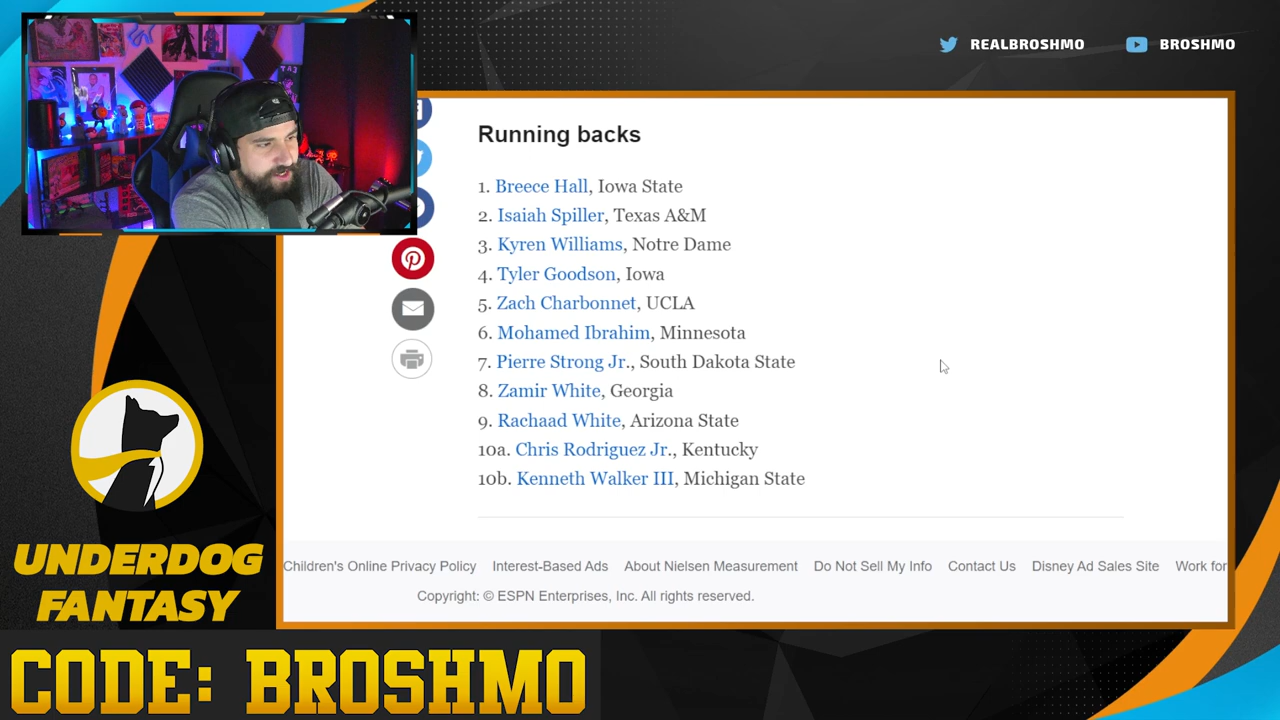 REALBROSHMO
BROSHMO
Running backs
1. Breece Hall, Iowa State
2. Isaiah Spiller, Texas A&M
3. Kyren Williams, Notre Dame
4. Tyler Goodson, Iowa
5. Zach Charbonnet, UCLA
6. Mohamed Ibrahim, Minnesota
7. Pierre Strong Jr., South Dakota State
8. Zamir White, Georgia
9. Rachaad White, Arizona State
10a. Chris Rodriguez Jr., Kentucky
10b. Kenneth Walker III, Michigan State
Children's Online Privacy Policy Interest-Based Ads About Nielsen Measurement Do Not Sell My Info Contact Us Disney Ad Sales Site Work for
Copyright: © ESPN Enterprises, Inc. All rights reserved.
UNDERDOG
FANTASY
CODE: BROSHMO